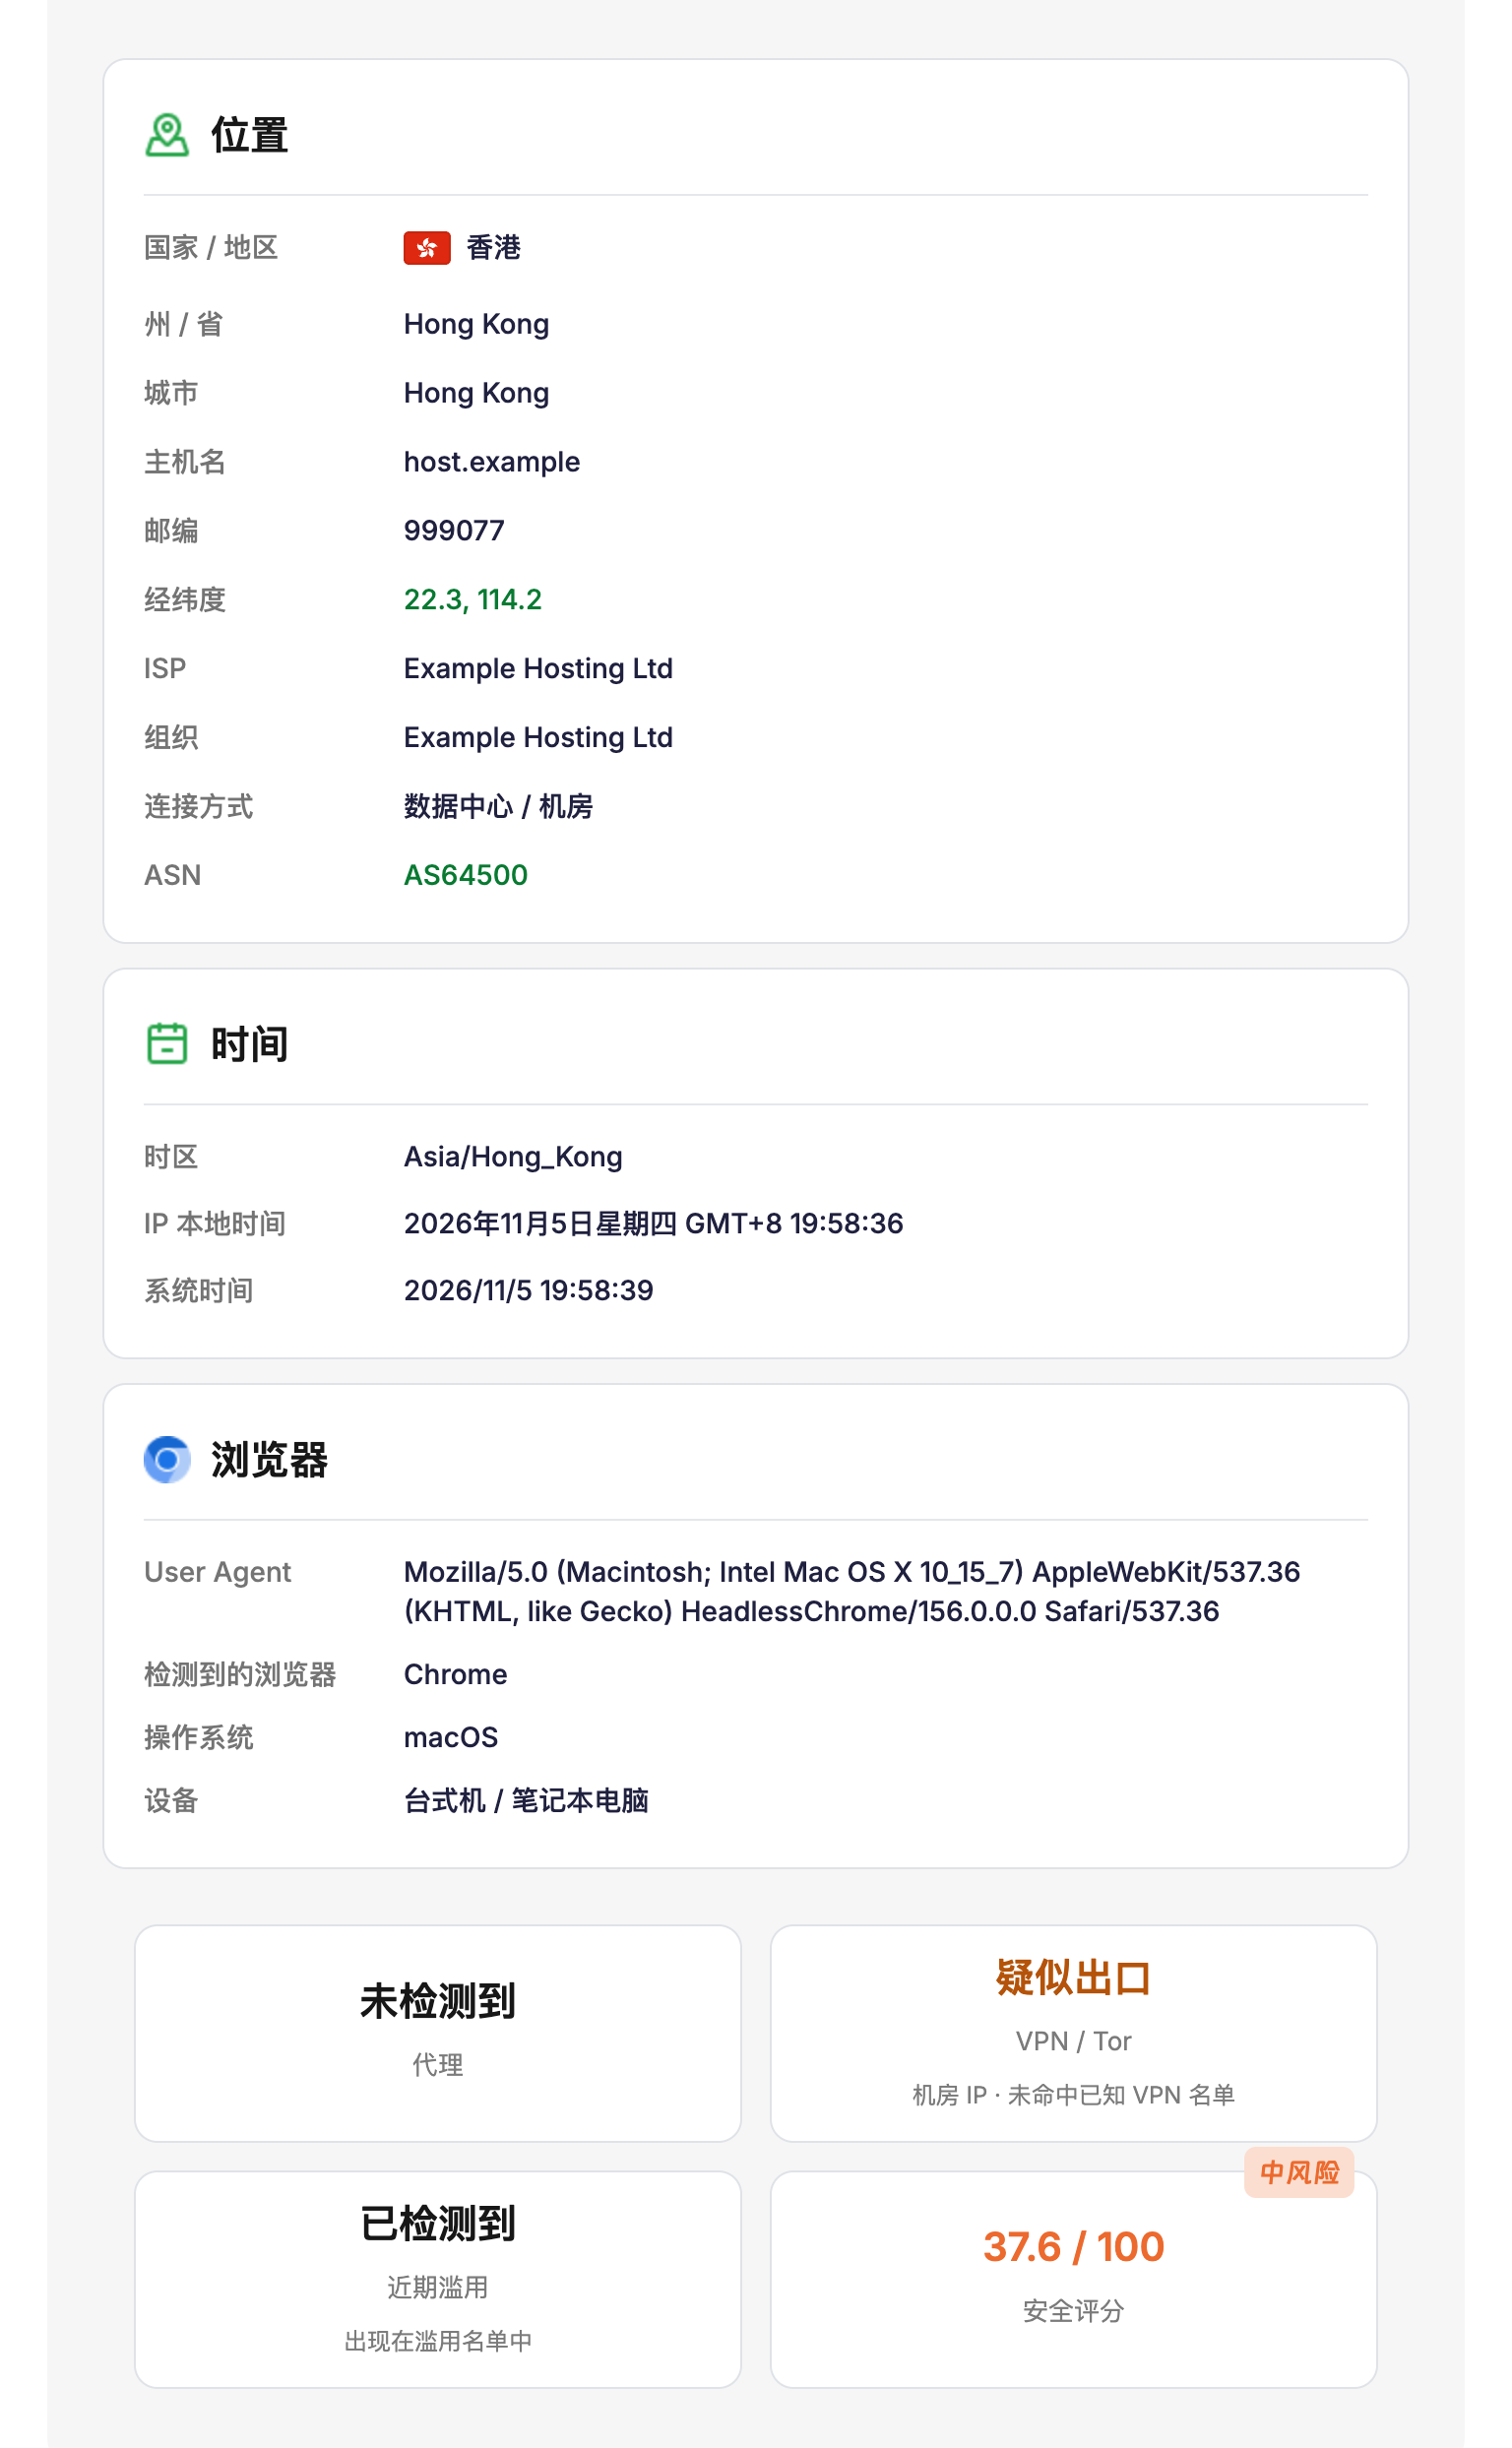 位置
国家 / 地区 香港
州 / 省 Hong Kong
城市 Hong Kong
主机名 host.example
邮编 999077
经纬度 22.3, 114.2
ISP Example Hosting Ltd
组织 Example Hosting Ltd
连接方式 数据中心 / 机房
ASN AS64500
时间
时区 Asia/Hong_Kong
IP 本地时间 2026年11月5日星期四 GMT+8 19:58:36
系统时间 2026/11/5 19:58:39
浏览器
User Agent Mozilla/5.0 (Macintosh; Intel Mac OS X 10_15_7) AppleWebKit/537.36
(KHTML, like Gecko) HeadlessChrome/156.0.0.0 Safari/537.36
检测到的浏览器 Chrome
操作系统 macOS
设备 台式机 / 笔记本电脑
未检测到
代理
疑似出口
VPN / Tor
机房 IP · 未命中已知 VPN 名单
已检测到
近期滥用
出现在滥用名单中
中风险
37.6 / 100
安全评分